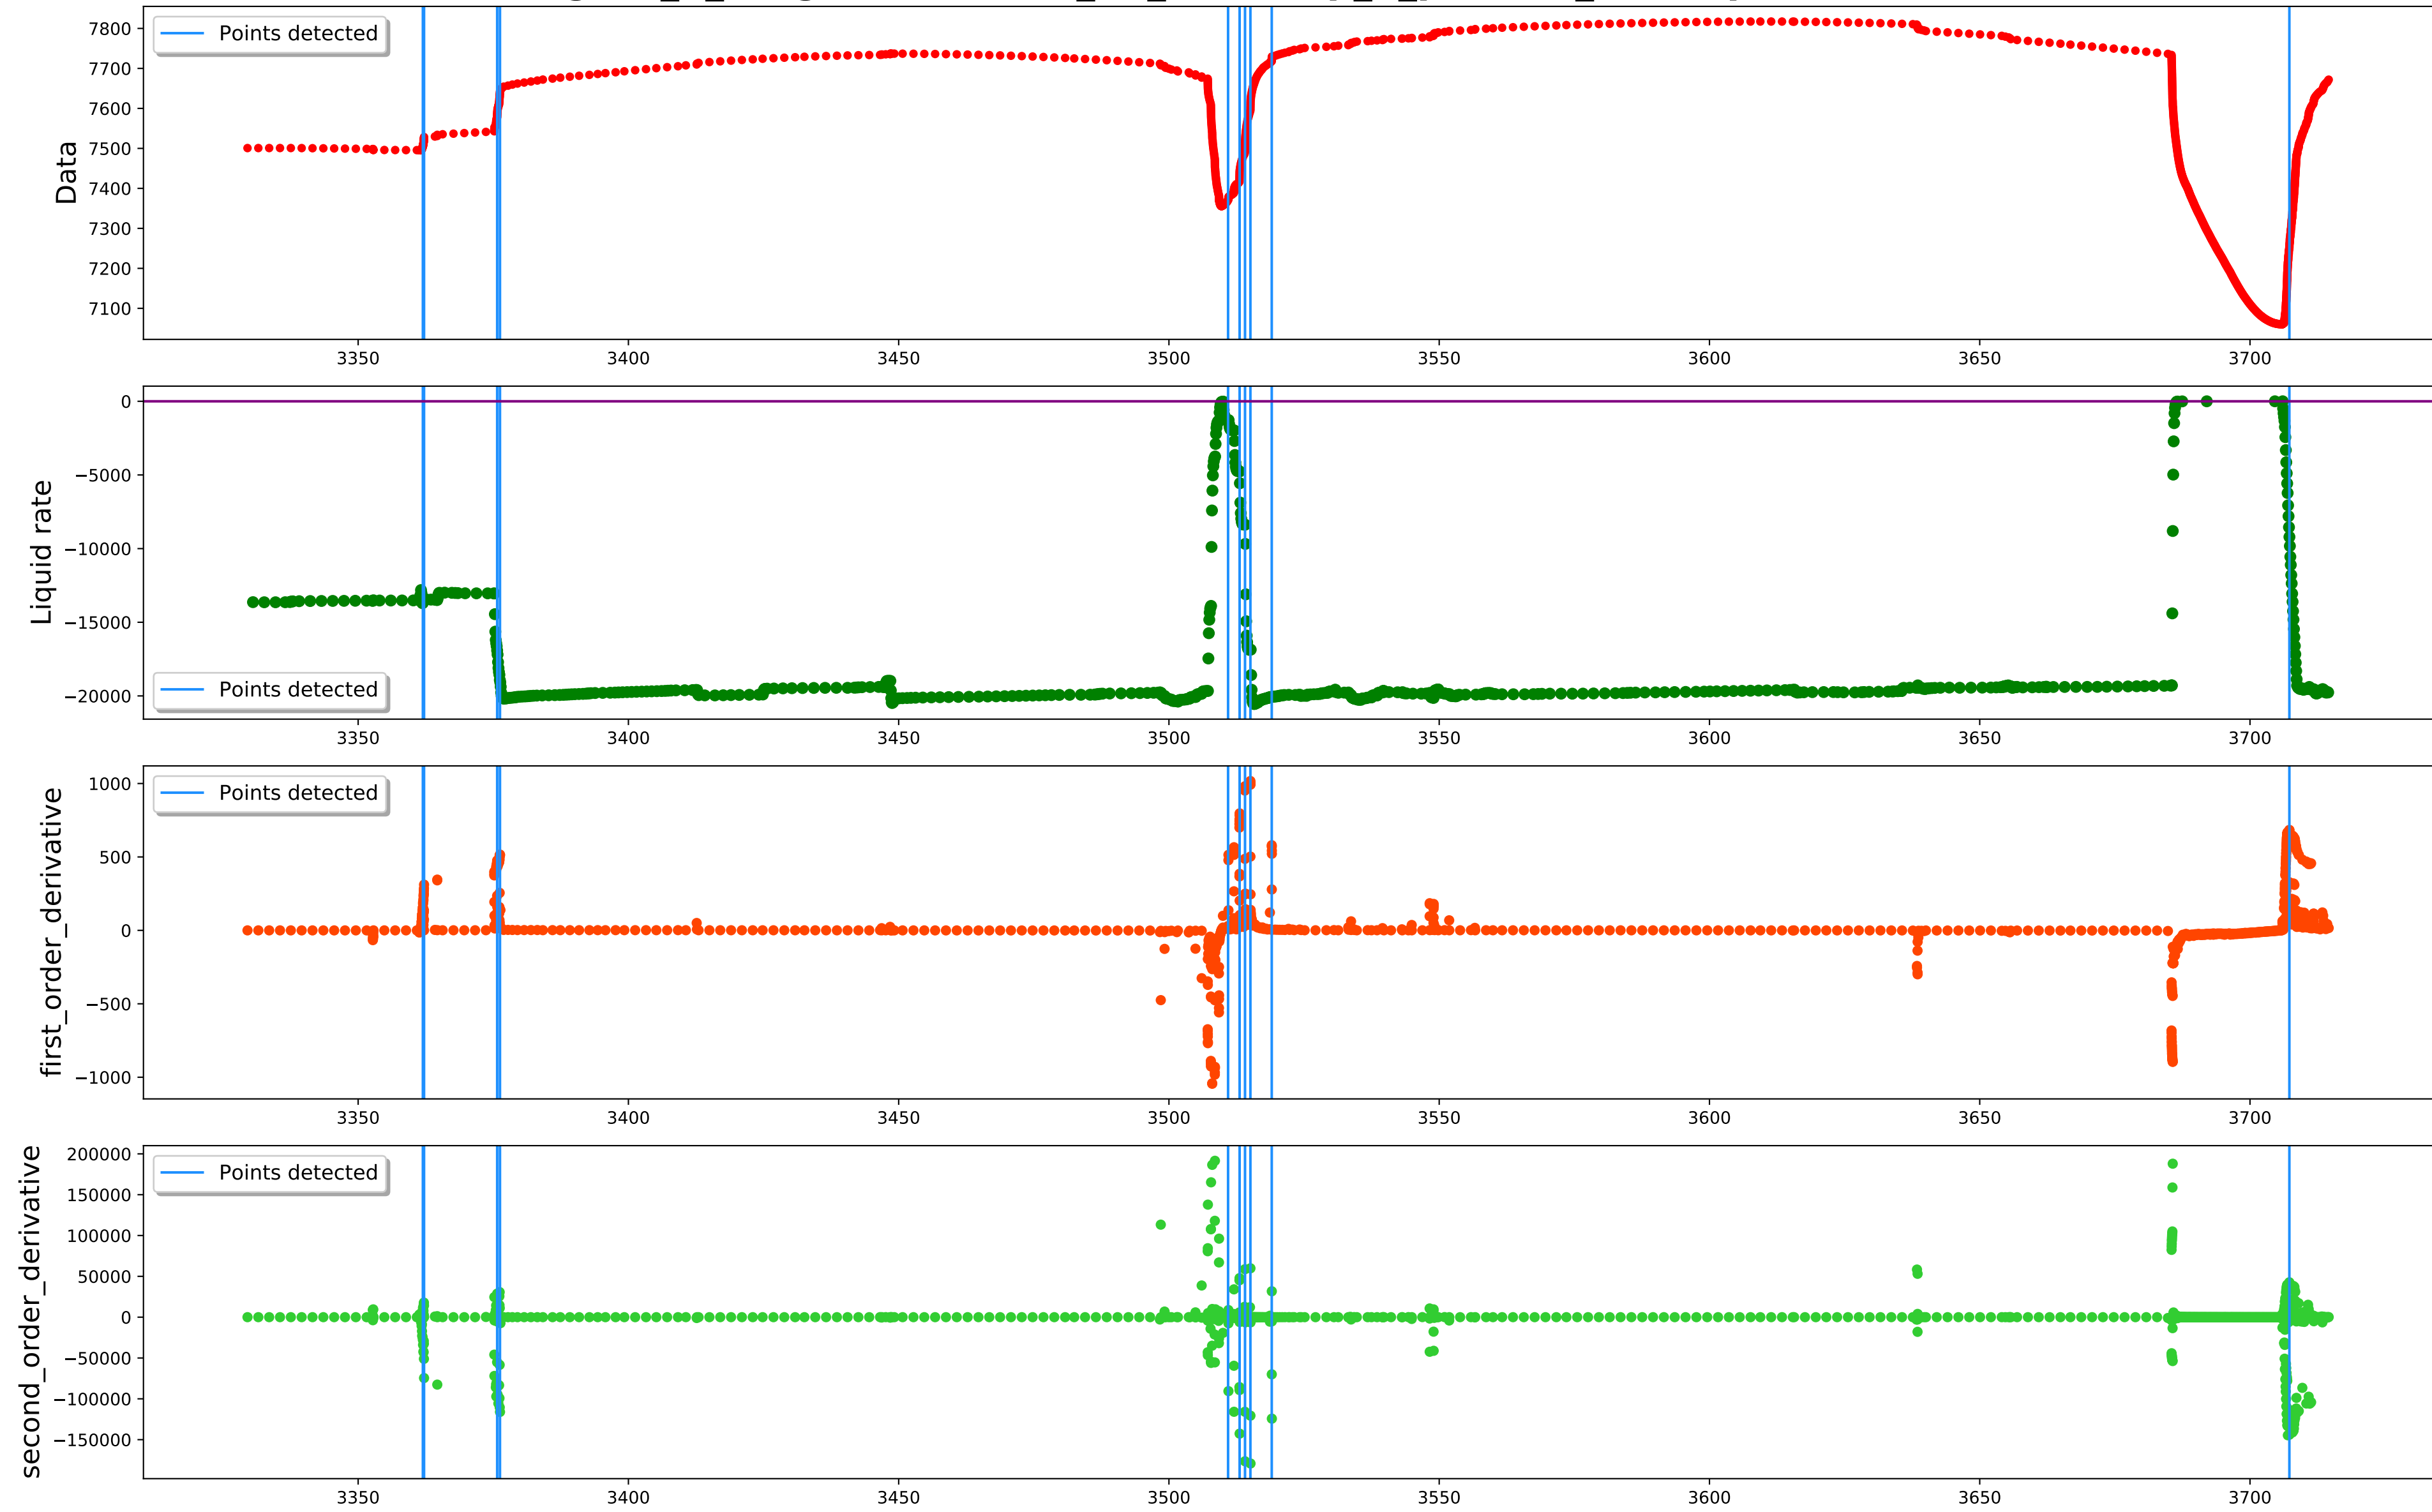 7800
7700
7600
7500
7400
7300
7200
7100
Data
Points detected
3350 3400 3450 3500 3550 3600 3650 3700
0
−5000
−10000
−15000
−20000
Liquid rate
Points detected
3350 3400 3450 3500 3550 3600 3650 3700
1000
500
0
−500
−1000
first_order_derivative
Points detected
3350 3400 3450 3500 3550 3600 3650 3700
200000
150000
100000
50000
0
−50000
−100000
−150000
second_order_derivative
Points detected
3350 3400 3450 3500 3550 3600 3650 3700